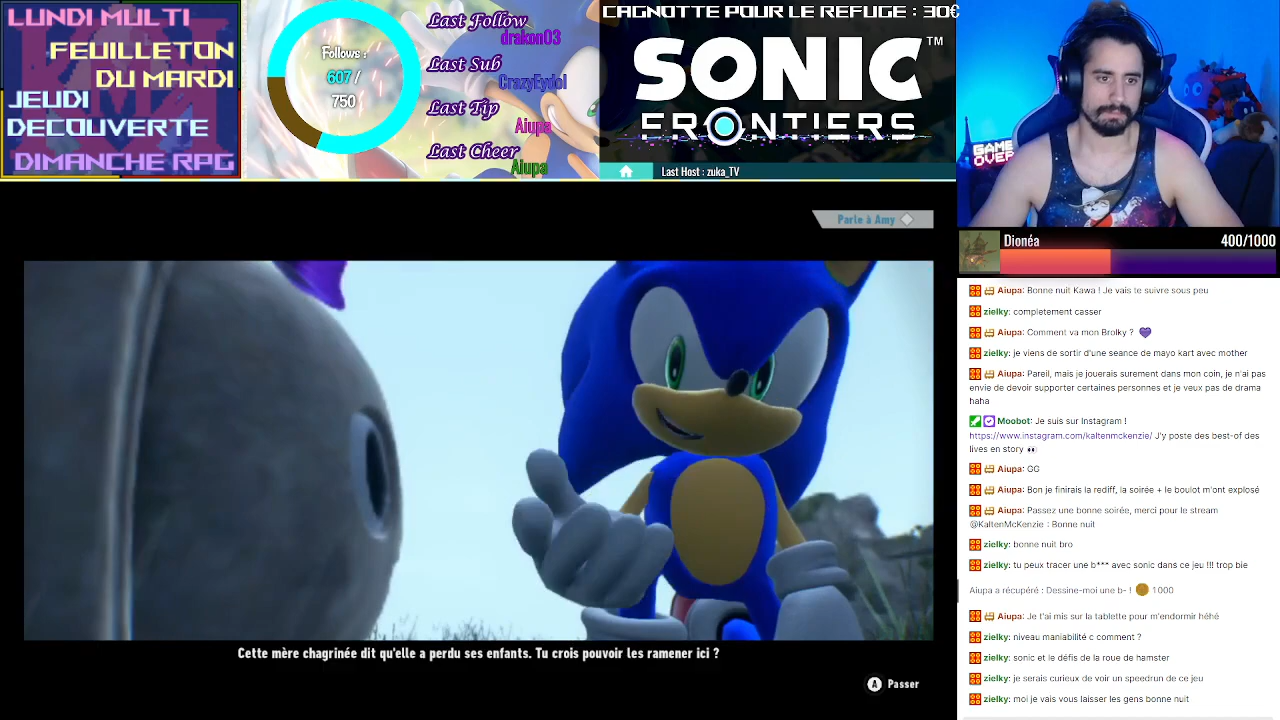 LUNDI MULTI
FEUILLETON
DU MARDI
JEUDI
DECOUVERTE
DIMANCHE RPG
Follows :
607 /
750
Last Follow
drakon03
Last Sub
CrazyEydol
Last Tip
Aiupa
Last Cheer
Aiupa
CAGNOTTE POUR LE REFUGE : 30€
SONIC™
FRONTIERS
Last Host : zuka_TV
GAME
OVER
Dionéa 400/1000
Parle à Amy
Aiupa: Bonne nuit Kawa ! Je vais te suivre sous peu
zielky: completement casser
Aiupa: Comment va mon Brolky ?
zielky: je viens de sortir d'une seance de mayo kart avec mother
Aiupa: Pareil, mais je jouerais surement dans mon coin, je n'ai pas
envie de devoir supporter certaines personnes et je veux pas de drama
haha
Moobot: Je suis sur Instagram !
https://www.instagram.com/kaltenmckenzie/ J'y poste des best-of des
lives en story 👀
Aiupa: GG
Aiupa: Bon je finirais la rediff, la soirée + le boulot m'ont explosé
Aiupa: Passez une bonne soirée, merci pour le stream
@KaltenMcKenzie : Bonne nuit
zielky: bonne nuit bro
zielky: tu peux tracer une b*** avec sonic dans ce jeu !!! trop bie
Aiupa a récupéré : Dessine-moi une b- ! 1000
Aiupa: Je t'ai mis sur la tablette pour m'endormir héhé
zielky: niveau maniabilité c comment ?
zielky: sonic et le défis de la roue de hamster
zielky: je serais curieux de voir un speedrun de ce jeu
zielky: moi je vais vous laisser les gens bonne nuit
Cette mère chagrinée dit qu'elle a perdu ses enfants. Tu crois pouvoir les ramener ici ?
A Passer